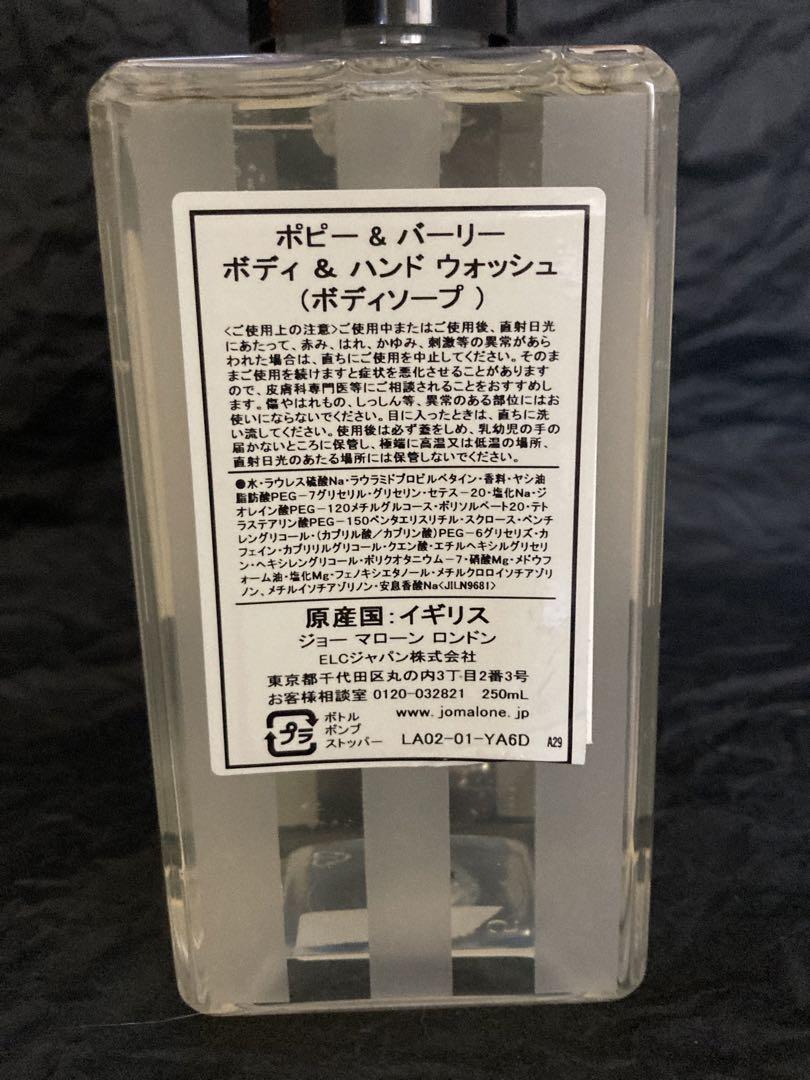 ポピー & バーリー
ボディ & ハンド ウォッシュ
(ボディソープ )
<ご使用上の注意>ご使用中またはご使用後、直射日光
にあたって、赤み、はれ、かゆみ、刺激等の異常があら
われた場合は、直ちにご使用を中止してください。そのま
まご使用を続けますと症状を悪化させることがあります
ので、皮膚科専門医等にご相談されることをおすすめし
ます。傷やはれもの、しっしん等、異常のある部位にはお
使いにならないでください。目に入ったときは、直ちに洗
い流してください。使用後は必ず蓋をしめ、乳幼児の手の
届かないところに保管し、極端に高温又は低温の場所、
直射日光のあたる場所には保管しないでください。
●水・ラウレス硫酸Na・ラウラミドプロピルベタイン・香料・ヤシ油
脂肪酸PEG-7グリセリル・グリセリン・セテス-20・塩化Na・ジ
オレイン酸PEG-120メチルグルコース・ポリソルベート20・テト
ラステアリン酸PEG-150ペンタエリスリチル・スクロース・ペンチ
レングリコール・(カプリル酸/カプリン酸)PEG-6グリセリズ・カ
フェイン・カプリリルグリコール・クエン酸・エチルヘキシルグリセリ
ン・ヘキシレングリコール・ポリクオタニウム-7・硝酸Mg・メドウフ
ォーム油・塩化Mg・フェノキシエタノール・メチルクロロイソチアゾリ
ノン、メチルイソチアゾリノン・安息香酸Na<JILN9681>
原産国:イギリス
ジョー マローン ロンドン
ELCジャパン株式会社
東京都千代田区丸の内3丁目2番3号
お客様相談室 0120-032821 250mL
プラ ボトル www. jomalone. jp
ポンプ
ストッパー LA02-01-YA6D A29